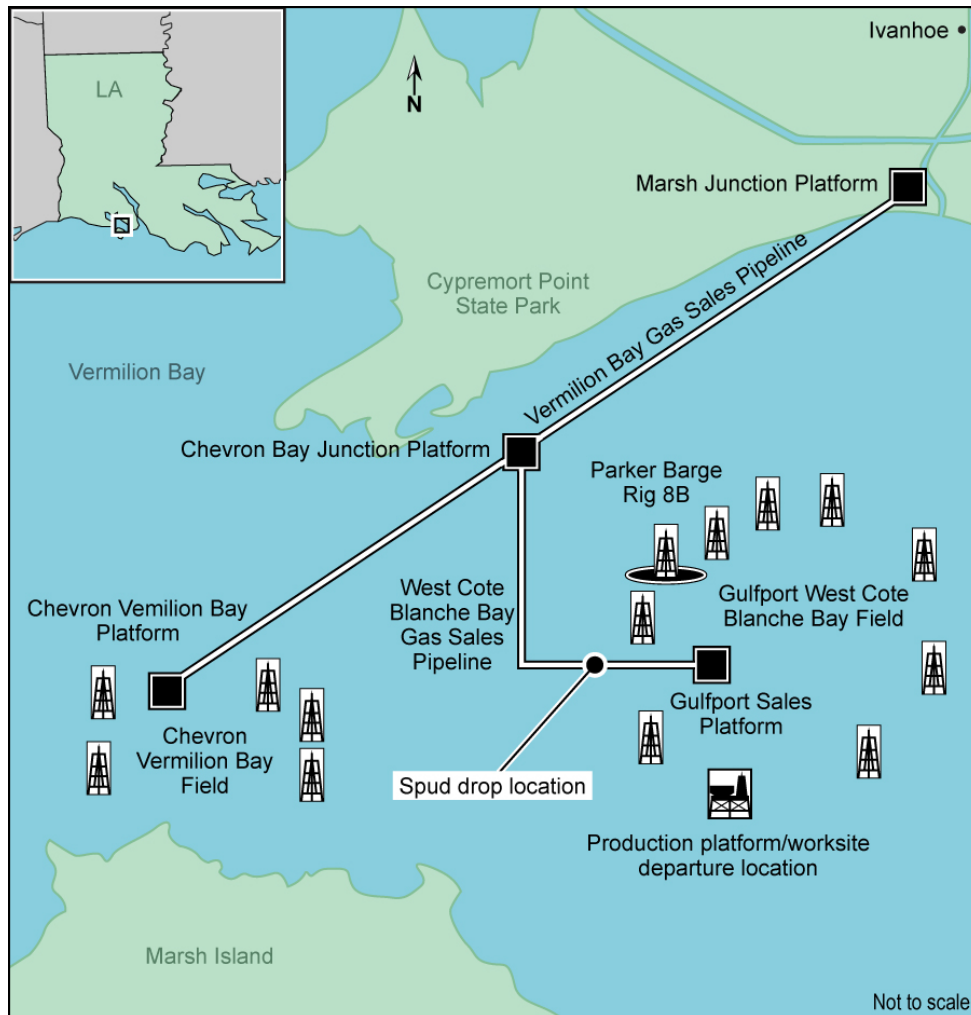 LA
N
Ivanhoe
Marsh Junction Platform
Cypremort Point
State Park
Vermilion Bay Gas Sales Pipeline
Vermilion Bay
Chevron Bay Junction Platform
Parker Barge
Rig 8B
West Cote
Blanche Bay
Gas Sales
Pipeline
Gulfport West Cote
Blanche Bay Field
Chevron Vemilion Bay
Platform
Gulfport Sales
Platform
Chevron
Vermilion Bay
Field
Spud drop location
Production platform/worksite
departure location
Marsh Island
Not to scale